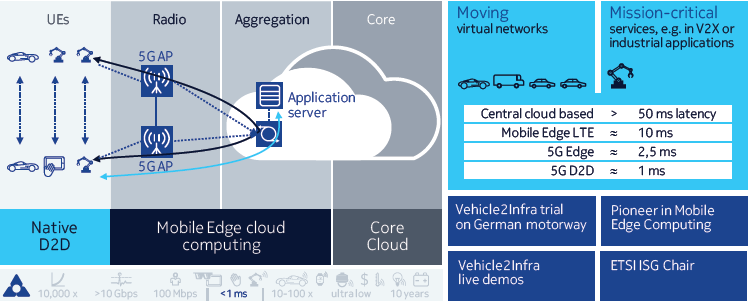 UEs
Radio
Aggregation
Core
5G AP
5G AP
Application
server
Native
D2D
Mobile Edge cloud
computing
Core
Cloud
10,000 x
>10 Gbps
100 Mbps
<1 ms
10-100 x
ultra low
10 years
Moving
virtual networks
Mission-critical
services, e.g. in V2X or
industrial applications
Central cloud based > 50 ms latency
Mobile Edge LTE ≈ 10 ms
5G Edge ≈ 2,5 ms
5G D2D ≈ 1 ms
Vehicle2Infra trial
on German motorway
Pioneer in Mobile
Edge Computing
Vehicle2Infra
live demos
ETSI ISG Chair